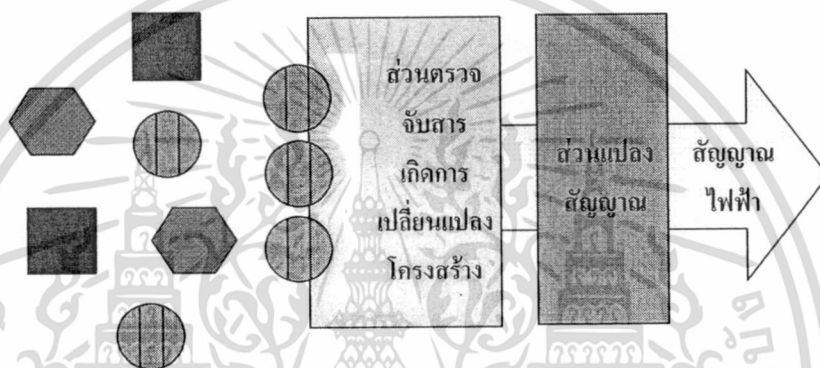 ส่วนตรวจ
จับสาร
เกิดการ
เปลี่ยนแปลง
โครงสร้าง
ส่วนแปลง
สัญญาณ
สัญญาณ
ไฟฟ้า